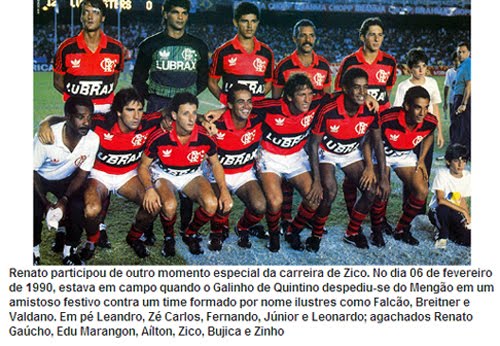 LUBRAX
LUBRAX
LUBRAX
LUBRAX
LUBRAX
LUBRAX
LUBRAX
LUBRAX
Renato participou de outro momento especial da carreira de Zico. No dia 06 de fevereiro
de 1990, estava em campo quando o Galinho de Quintino despediu-se do Mengão em um
amistoso festivo contra um time formado por nome ilustres como Falcão, Breitner e
Valdano. Em pé Leandro, Zé Carlos, Fernando, Júnior e Leonardo; agachados Renato
Gaúcho, Edu Marangon, Aílton, Zico, Bujica e Zinho